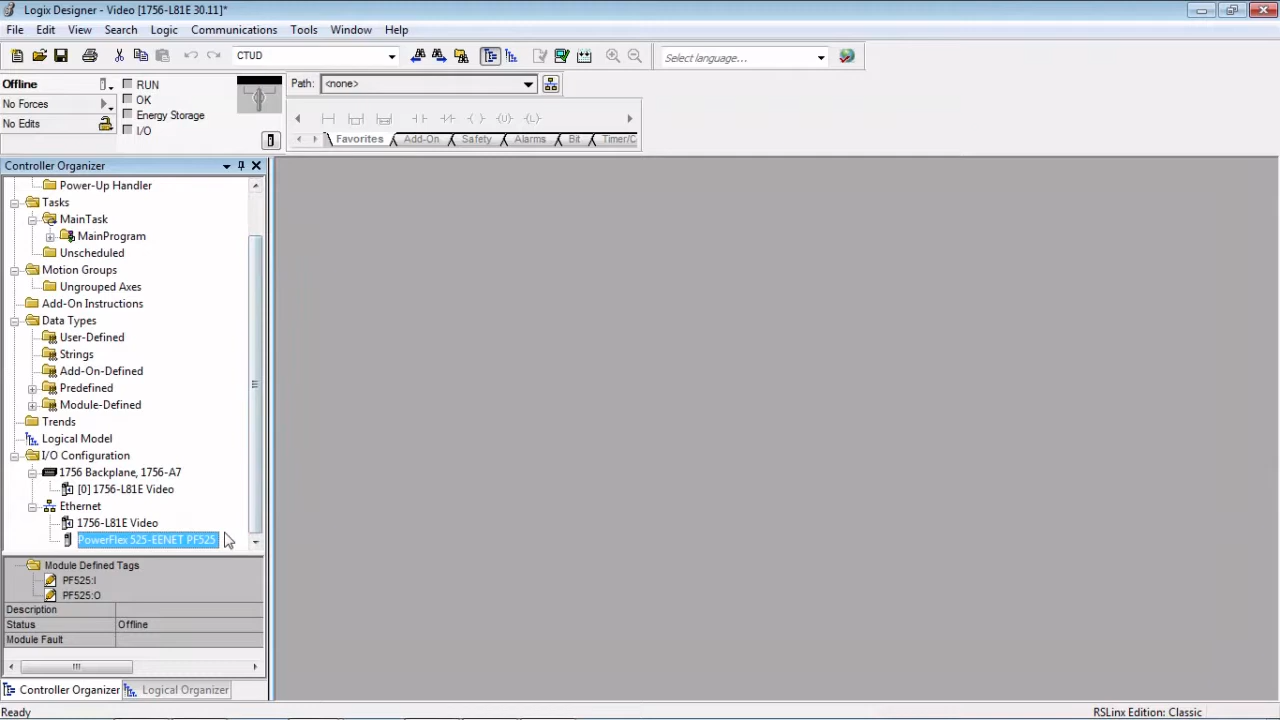 Logix Designer - Video [1756-L81E 30.11]*
File Edit View Search Logic Communications Tools Window Help
CTUD
Select language...
Offline
RUN
Path: <none>
No Forces
OK
Energy Storage
No Edits
I/O
Favorites Add-On Safety Alarms Bit Timer/C
Controller Organizer
Power-Up Handler
Tasks
MainTask
MainProgram
Unscheduled
Motion Groups
Ungrouped Axes
Add-On Instructions
Data Types
User-Defined
Strings
Add-On-Defined
Predefined
Module-Defined
Trends
Logical Model
I/O Configuration
1756 Backplane, 1756-A7
[0] 1756-L81E Video
Ethernet
1756-L81E Video
PowerFlex 525-EENET PF525
Module Defined Tags
PF525:I
PF525:O
Description
Status Offline
Module Fault
Controller Organizer Logical Organizer
Ready
RSLinx Edition: Classic